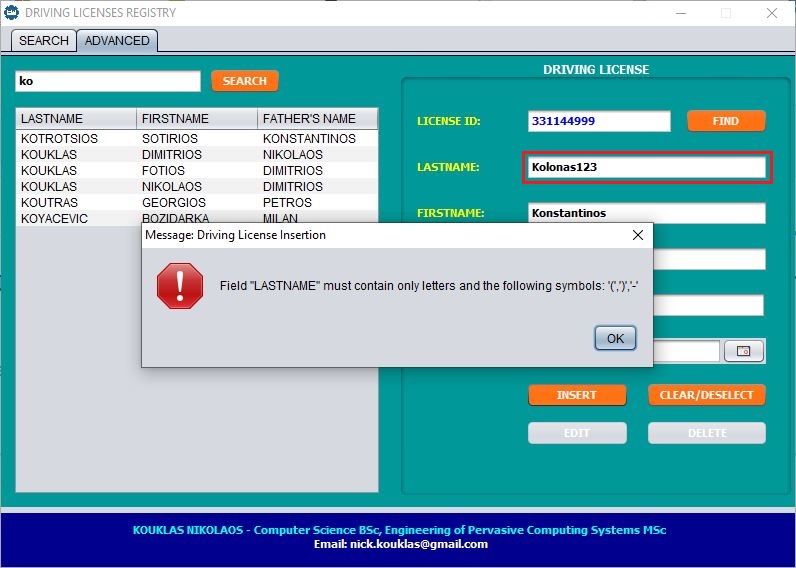 DRIVING LICENSES REGISTRY
SEARCH ADVANCED
ko SEARCH
LASTNAME FIRSTNAME FATHER'S NAME
KOTROTSIOS SOTIRIOS KONSTANTINOS
KOUKLAS DIMITRIOS NIKOLAOS
KOUKLAS FOTIOS DIMITRIOS
KOUKLAS NIKOLAOS DIMITRIOS
KOUTRAS GEORGIOS PETROS
KOYACEVIC BOZIDARKA MILAN
DRIVING LICENSE
LICENSE ID: 331144999 FIND
LASTNAME: Kolonas123
FIRSTNAME: Konstantinos
Message: Driving License Insertion
Field "LASTNAME" must contain only letters and the following symbols: '(',')','-'
OK
INSERT CLEAR/DESELECT
EDIT DELETE
KOUKLAS NIKOLAOS - Computer Science BSc, Engineering of Pervasive Computing Systems MSc
Email: nick.kouklas@gmail.com